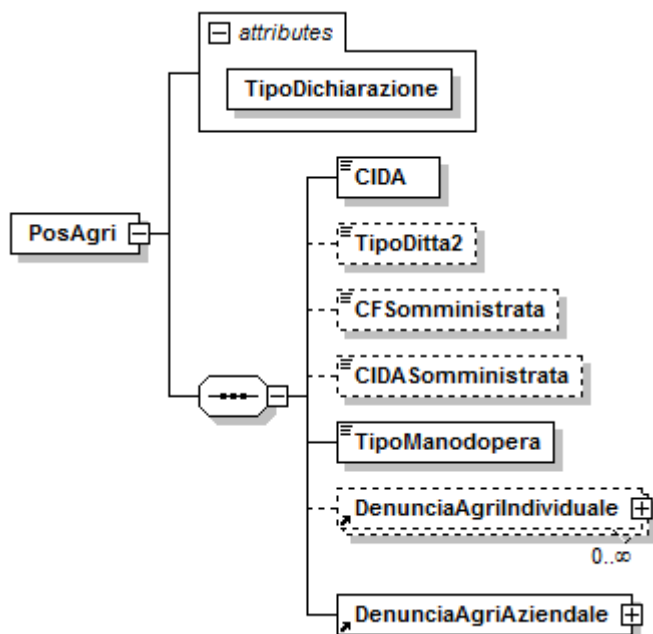 attributes
TipoDichiarazione
CIDA
PosAgri
TipoDitta2
CFSomministrata
CIDASomministrata
TipoManodopera
DenunciaAgriIndividuale
0..∞
DenunciaAgriAziendale